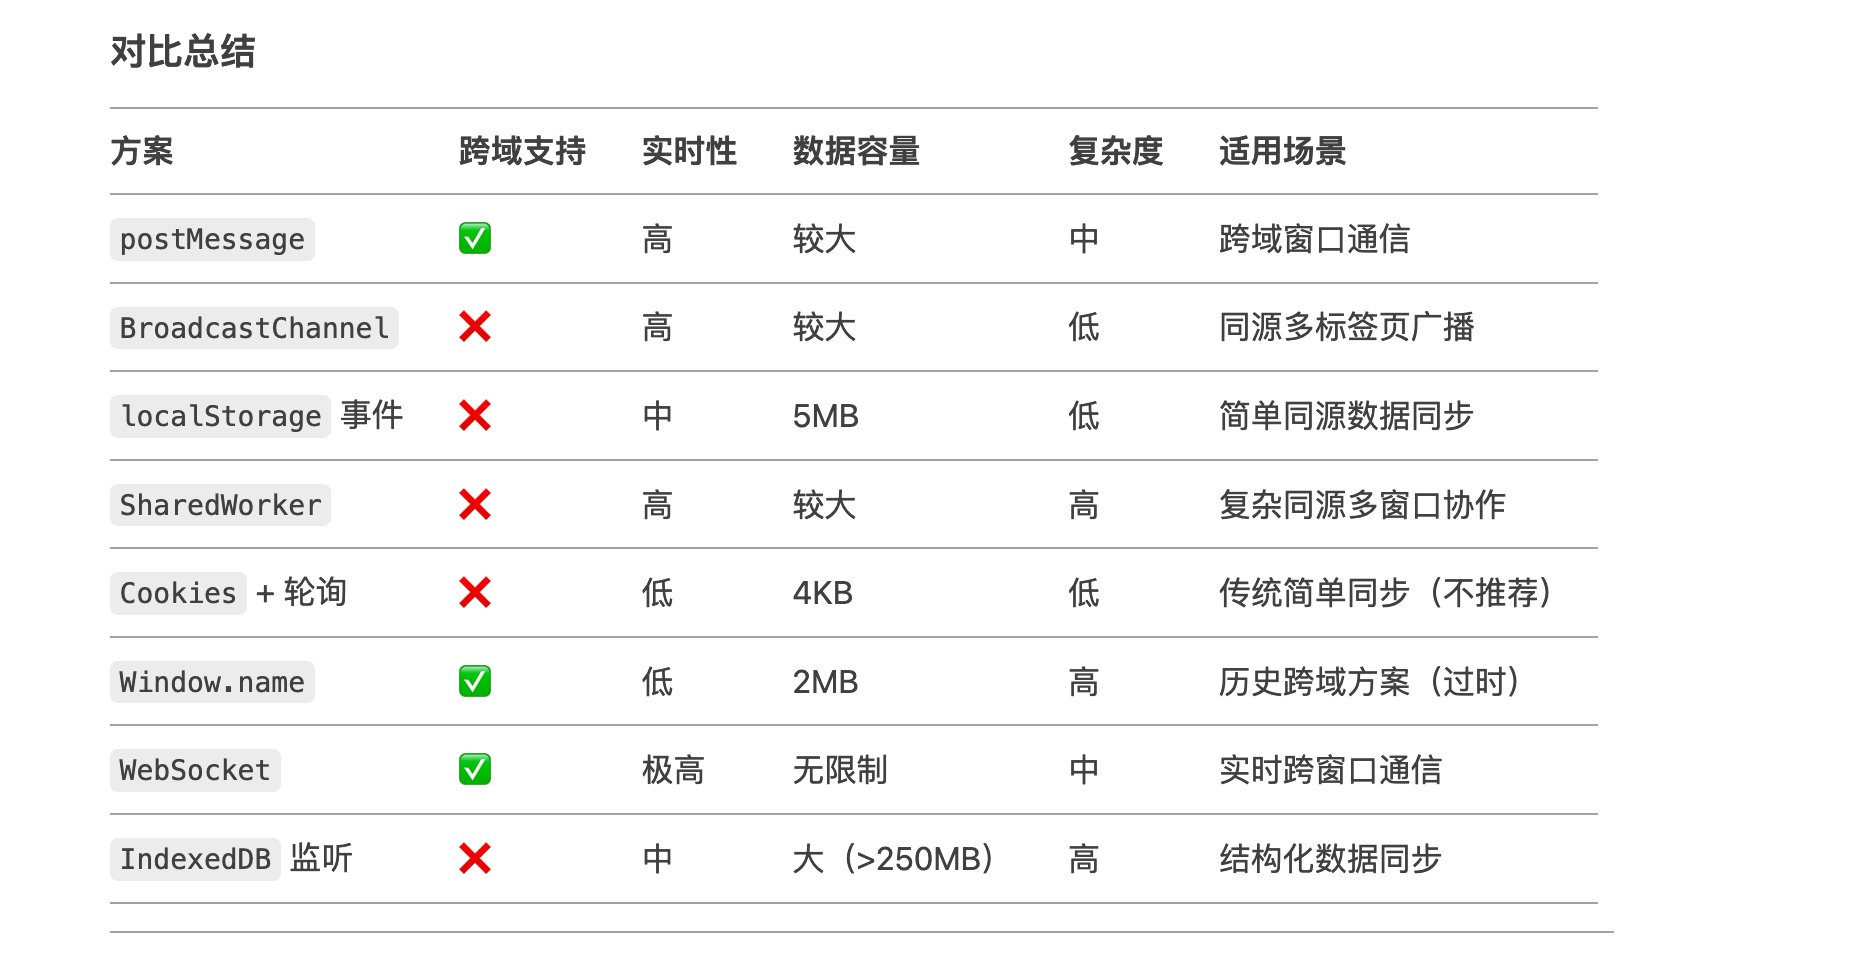 对比总结
方案 跨域支持 实时性 数据容量 复杂度 适用场景
postMessage ✅ 高 较大 中 跨域窗口通信
BroadcastChannel ❌ 高 较大 低 同源多标签页广播
localStorage 事件 ❌ 中 5MB 低 简单同源数据同步
SharedWorker ❌ 高 较大 高 复杂同源多窗口协作
Cookies + 轮询 ❌ 低 4KB 低 传统简单同步（不推荐）
Window.name ✅ 低 2MB 高 历史跨域方案（过时）
WebSocket ✅ 极高 无限制 中 实时跨窗口通信
IndexedDB 监听 ❌ 中 大（>250MB） 高 结构化数据同步